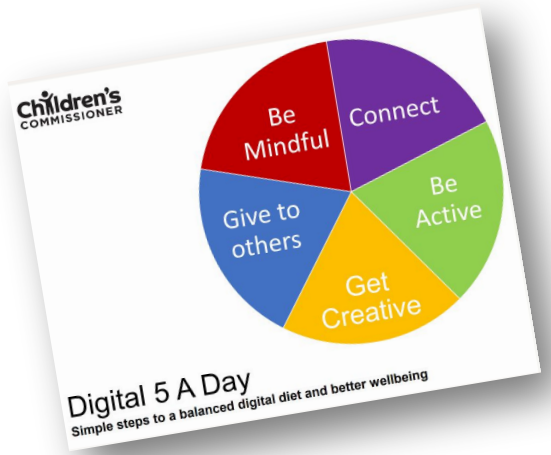 Children's
COMMISSIONER
Be
Mindful
Connect
Be
Active
Give to
others
Get
Creative
Digital 5 A Day
Simple steps to a balanced digital diet and better wellbeing